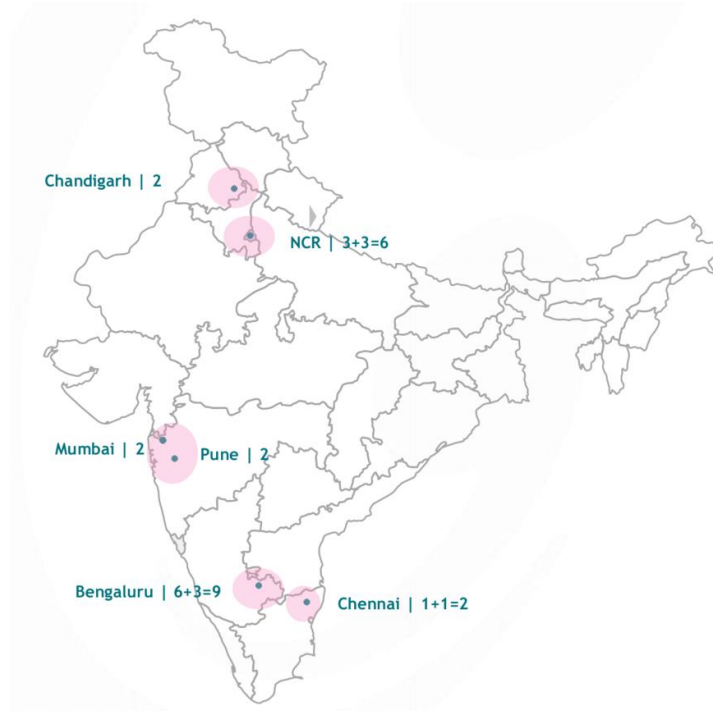 Chandigarh | 2
NCR | 3+3=6
Mumbai | 2
Pune | 2
Bengaluru | 6+3=9
Chennai | 1+1=2